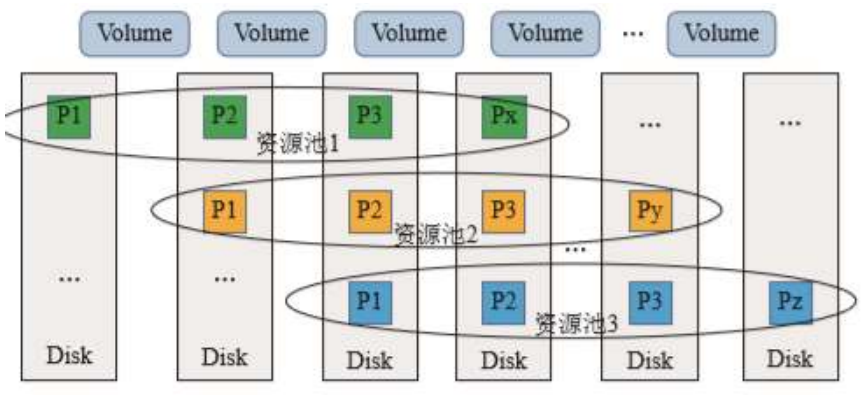 Volume Volume Volume Volume ... Volume
P1 P2 P3 Px ... ...
资源池1
P1 P2 P3 Py
资源池2
...
... ...
P1 P2 P3 Pz
资源池3
Disk Disk Disk Disk Disk Disk